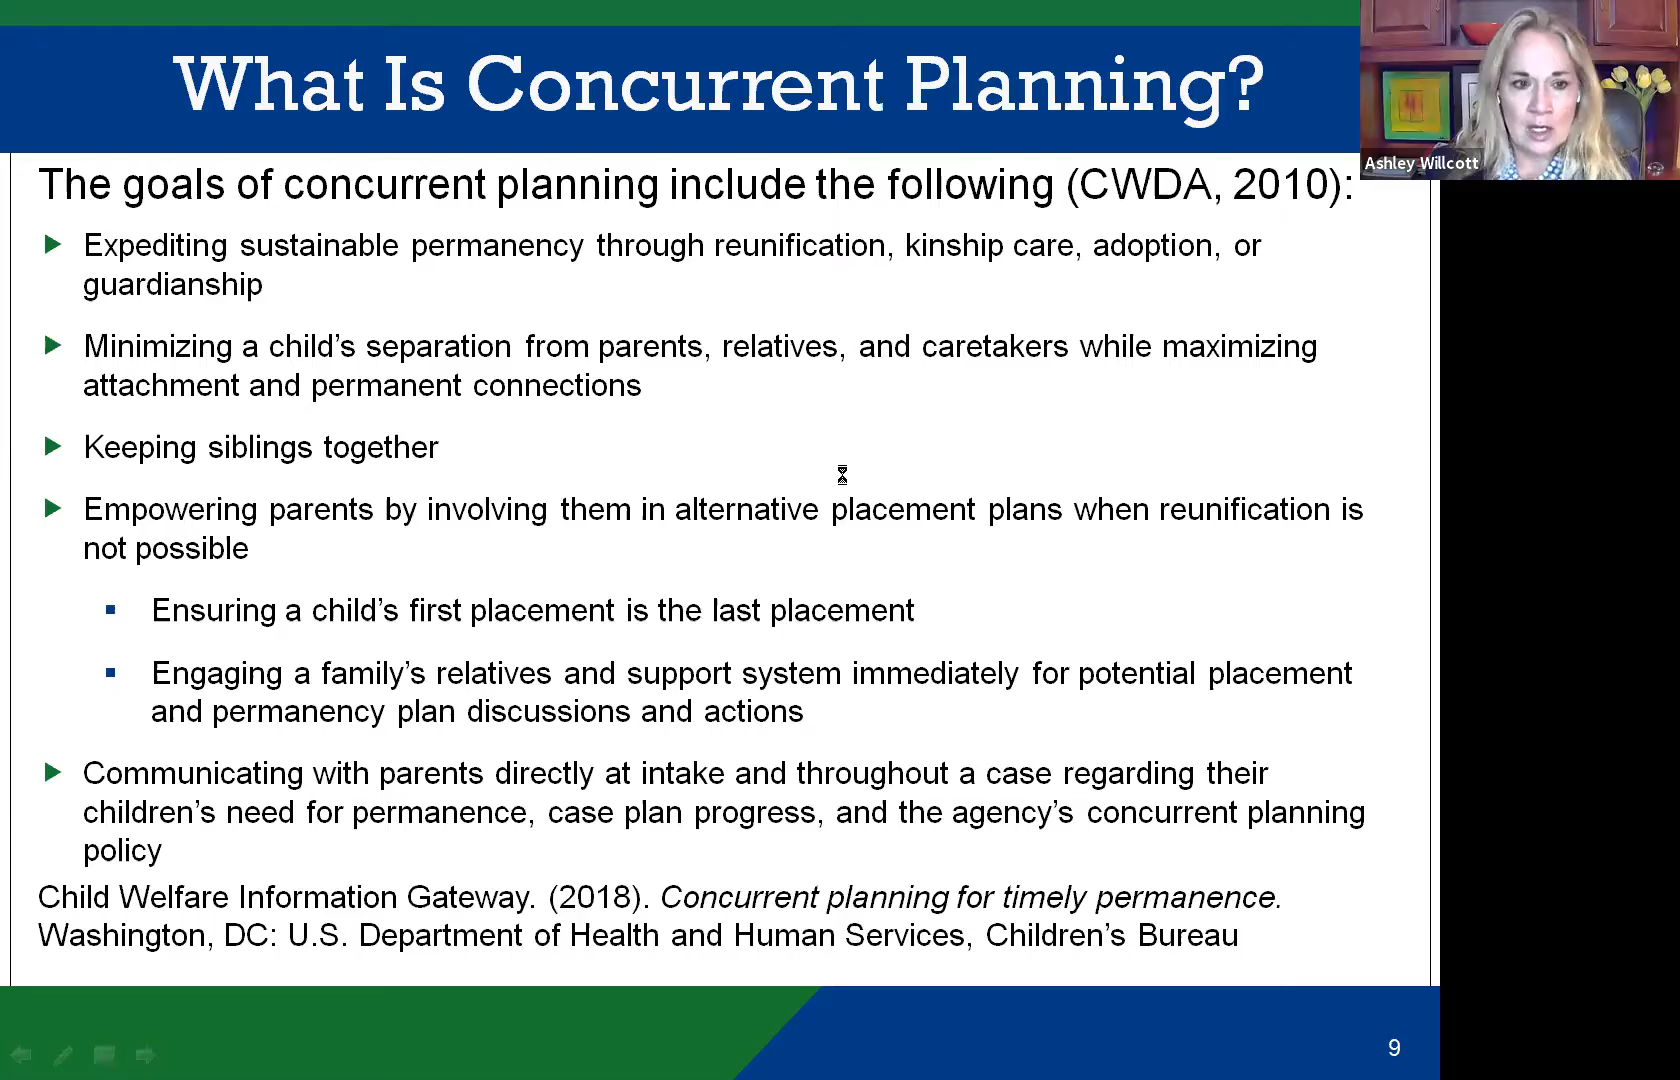 What Is Concurrent Planning?
Ashley Willcott
The goals of concurrent planning include the following (CWDA, 2010):
Expediting sustainable permanency through reunification, kinship care, adoption, or
guardianship
Minimizing a child’s separation from parents, relatives, and caretakers while maximizing
attachment and permanent connections
Keeping siblings together
Empowering parents by involving them in alternative placement plans when reunification is
not possible
Ensuring a child’s first placement is the last placement
Engaging a family’s relatives and support system immediately for potential placement
and permanency plan discussions and actions
Communicating with parents directly at intake and throughout a case regarding their
children’s need for permanence, case plan progress, and the agency’s concurrent planning
policy
Child Welfare Information Gateway. (2018). Concurrent planning for timely permanence.
Washington, DC: U.S. Department of Health and Human Services, Children’s Bureau
9